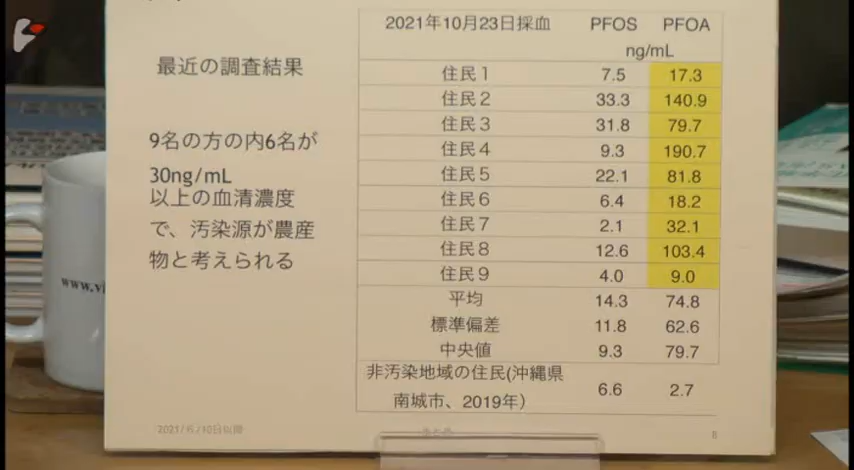 最近の調査結果
9名の方の内6名が
30ng/mL
以上の血清濃度
で、汚染源が農産
物と考えられる
2021年10月23日採血 PFOS PFOA
ng/mL
住民1 7.5 17.3
住民2 33.3 140.9
住民3 31.8 79.7
住民4 9.3 190.7
住民5 22.1 81.8
住民6 6.4 18.2
住民7 2.1 32.1
住民8 12.6 103.4
住民9 4.0 9.0
平均 14.3 74.8
標準偏差 11.8 62.6
中央値 9.3 79.7
非汚染地域の住民(沖縄県
南城市、2019年) 6.6 2.7
8
www.vi